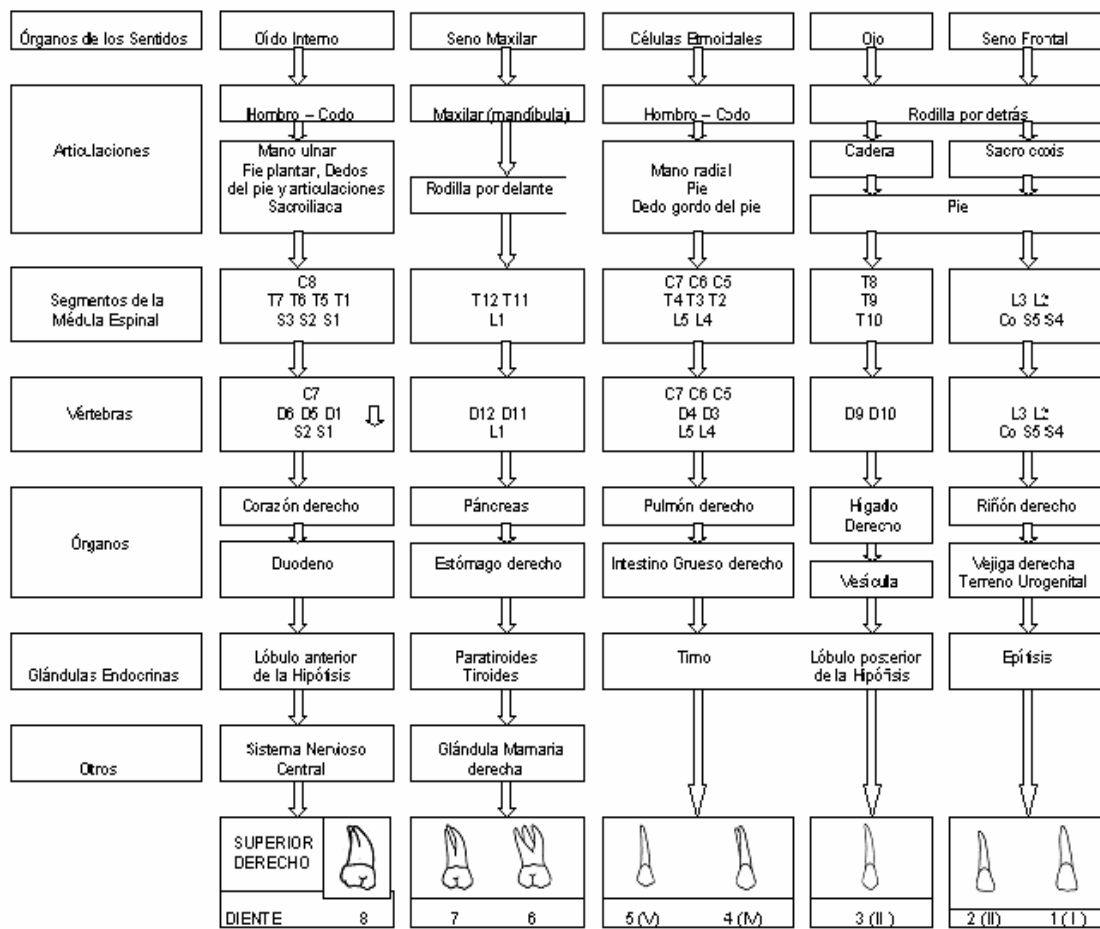 Órganos de los Sentidos
Oído Interno
Seno Maxilar
Células Etmoidales
Ojo
Seno Frontal
Articulaciones
Hombro – Codo
Maxilar (mandíbula)
Hombro – Codo
Rodilla por detrás
Mano ulnar
Pie plantar, Dedos
del pie y articulaciones
Sacroiliaca
Rodilla por delante
Mano radial
Pie
Dedo gordo del pie
Cadera
Sacro coxis
Pie
Segmentos de la
Médula Espinal
C8
T7 T6 T5 T1
S3 S2 S1
T12 T11
L1
C7 C6 C5
T4 T3 T2
L5 L4
T8
T9
T10
L3 L2
Co S5 S4
Vértebras
C7
D6 D5 D1
S2 S1
D12 D11
L1
C7 C6 C5
D4 D3
L5 L4
D9 D10
L3 L2
Co S5 S4
Órganos
Corazón derecho
Páncreas
Pulmón derecho
Hígado
Derecho
Riñón derecho
Duodeno
Estómago derecho
Intestino Grueso derecho
Vesícula
Vejiga derecha
Terreno Urogenital
Glándulas Endocrinas
Lóbulo anterior
de la Hipófisis
Paratiroides
Tiroides
Timo
Lóbulo posterior
de la Hipófisis
Epífisis
Otros
Sistema Nervioso
Central
Glándula Mamaria
derecha
SUPERIOR
DERECHO
DIENTE 8
7 6
5 (V) 4 (IV)
3 (II )
2 (II) 1 ( I )